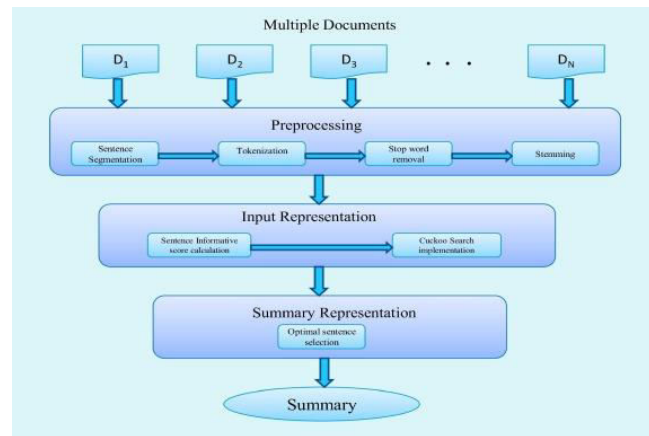 Multiple Documents
D1 D2 D3 . . . DN
Preprocessing
Sentence
Segmentation
Tokenization
Stop word
removal
Stemming
Input Representation
Sentence Informative
score calculation
Cuckoo Search
implementation
Summary Representation
Optimal sentence
selection
Summary